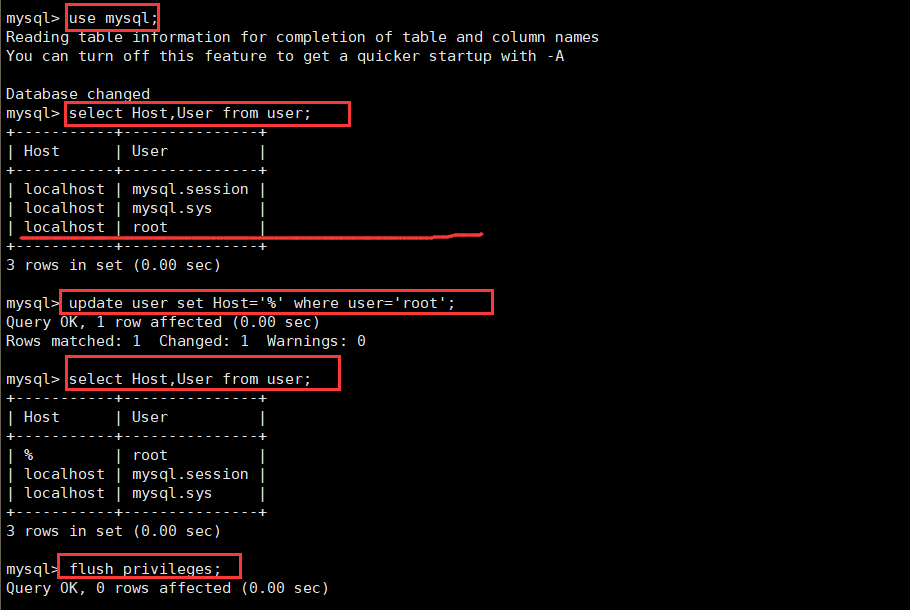 mysql> use mysql;
Reading table information for completion of table and column names
You can turn off this feature to get a quicker startup with -A
Database changed
mysql> select Host,User from user;
+-----------+---------------+
| Host      | User          |
+-----------+---------------+
| localhost | mysql.session |
| localhost | mysql.sys     |
| localhost | root          |
+-----------+---------------+
3 rows in set (0.00 sec)
mysql> update user set Host='%' where user='root';
Query OK, 1 row affected (0.00 sec)
Rows matched: 1  Changed: 1  Warnings: 0
mysql> select Host,User from user;
+-----------+---------------+
| Host      | User          |
+-----------+---------------+
| %         | root          |
| localhost | mysql.session |
| localhost | mysql.sys     |
+-----------+---------------+
3 rows in set (0.00 sec)
mysql> flush privileges;
Query OK, 0 rows affected (0.00 sec)